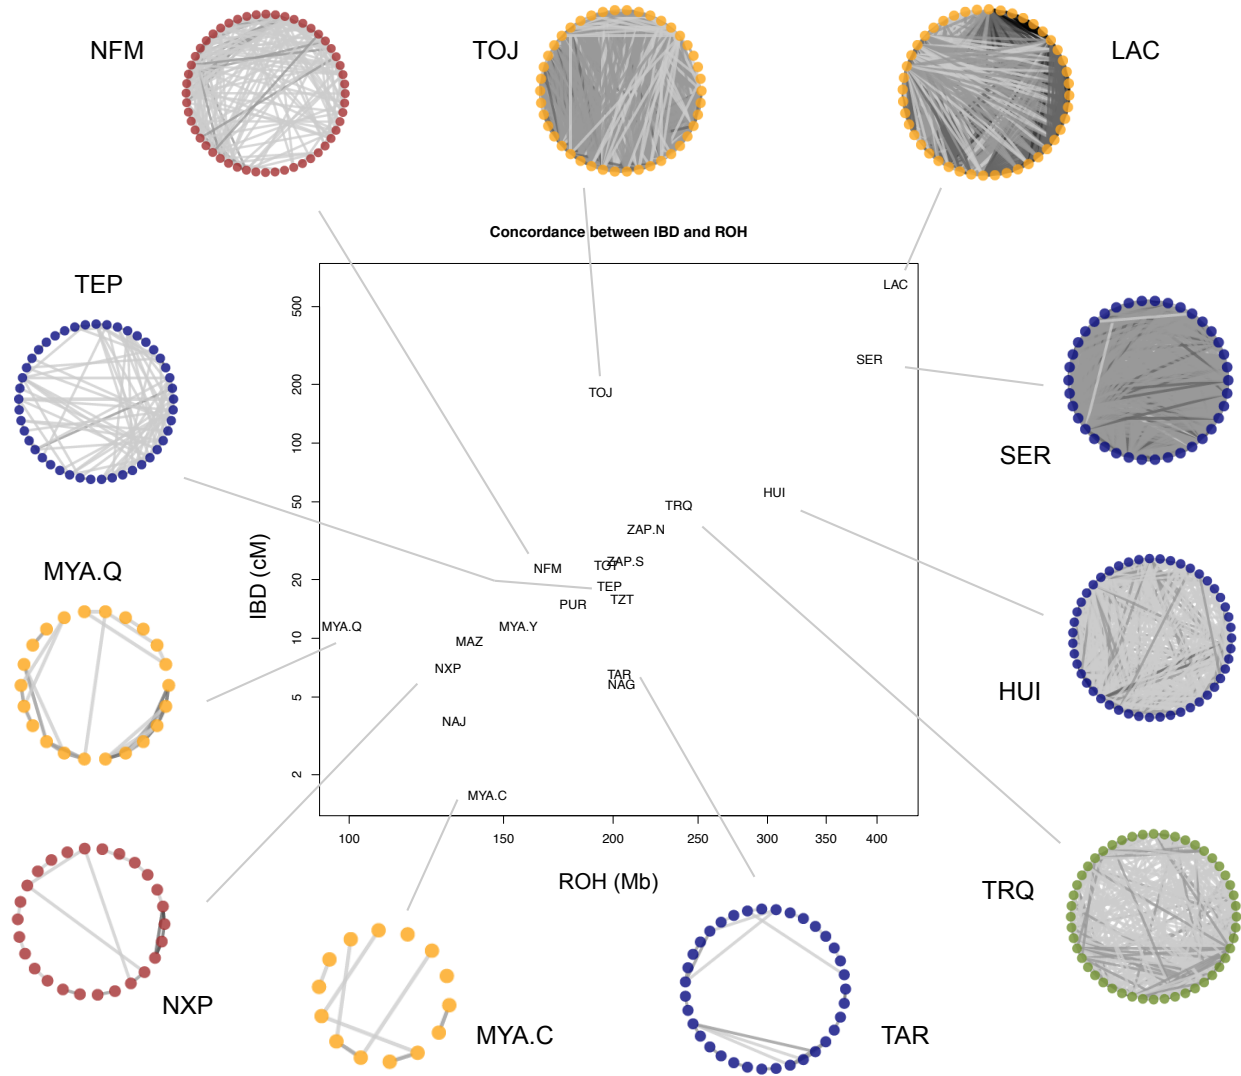 NFM
TOJ
LAC
Concordance between IBD and ROH
TEP
LAC
500
SER
200
TOJ
SER
100
HUI
50
TRQ
ZAP.N
IBD (cM)
ZAP.S
NFM
MYA.Q
20
TEP
PUR
TZT
MYA.Q
MYA.Y
10
MAZ
NXP
TAR
NAG
HUI
5
NAJ
2
MYA.C
100
150
200
250
300
350
400
ROH (Mb)
TRQ
NXP
MYA.C
TAR